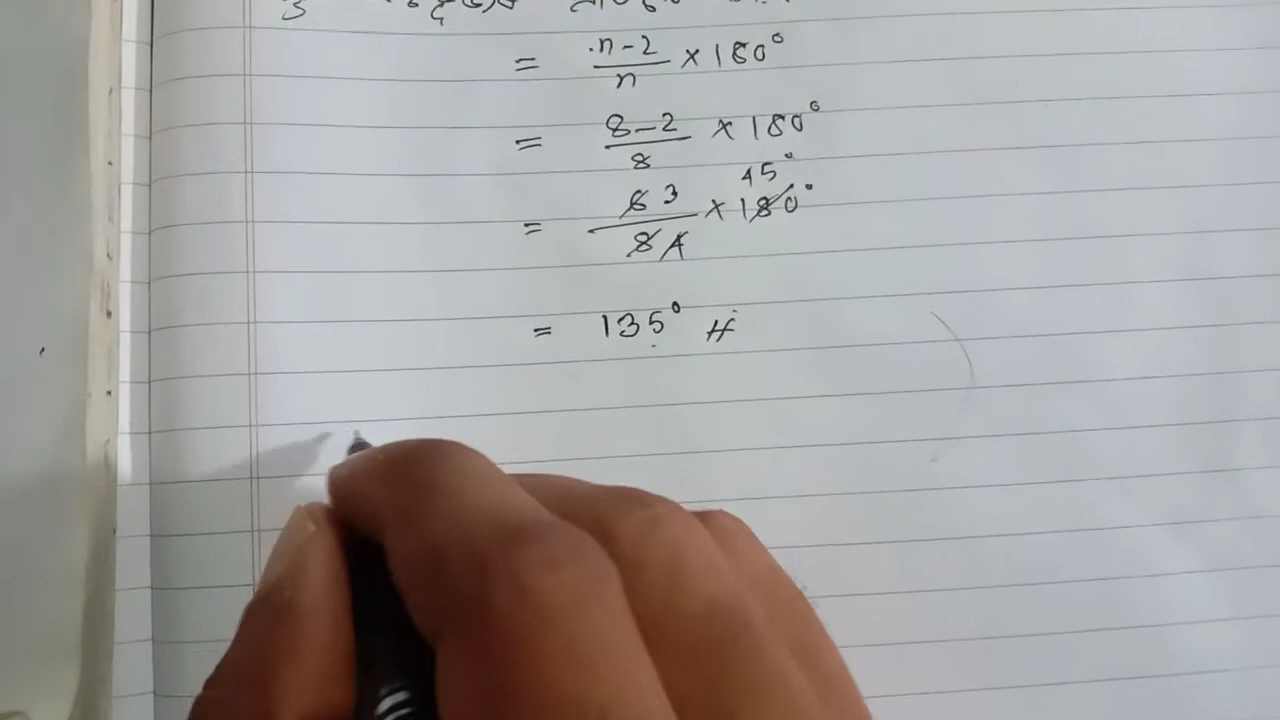 = n-2/n × 180°
= 8-2/8 × 180°
45°
= 6 3/8 4 × 180°
= 135° #